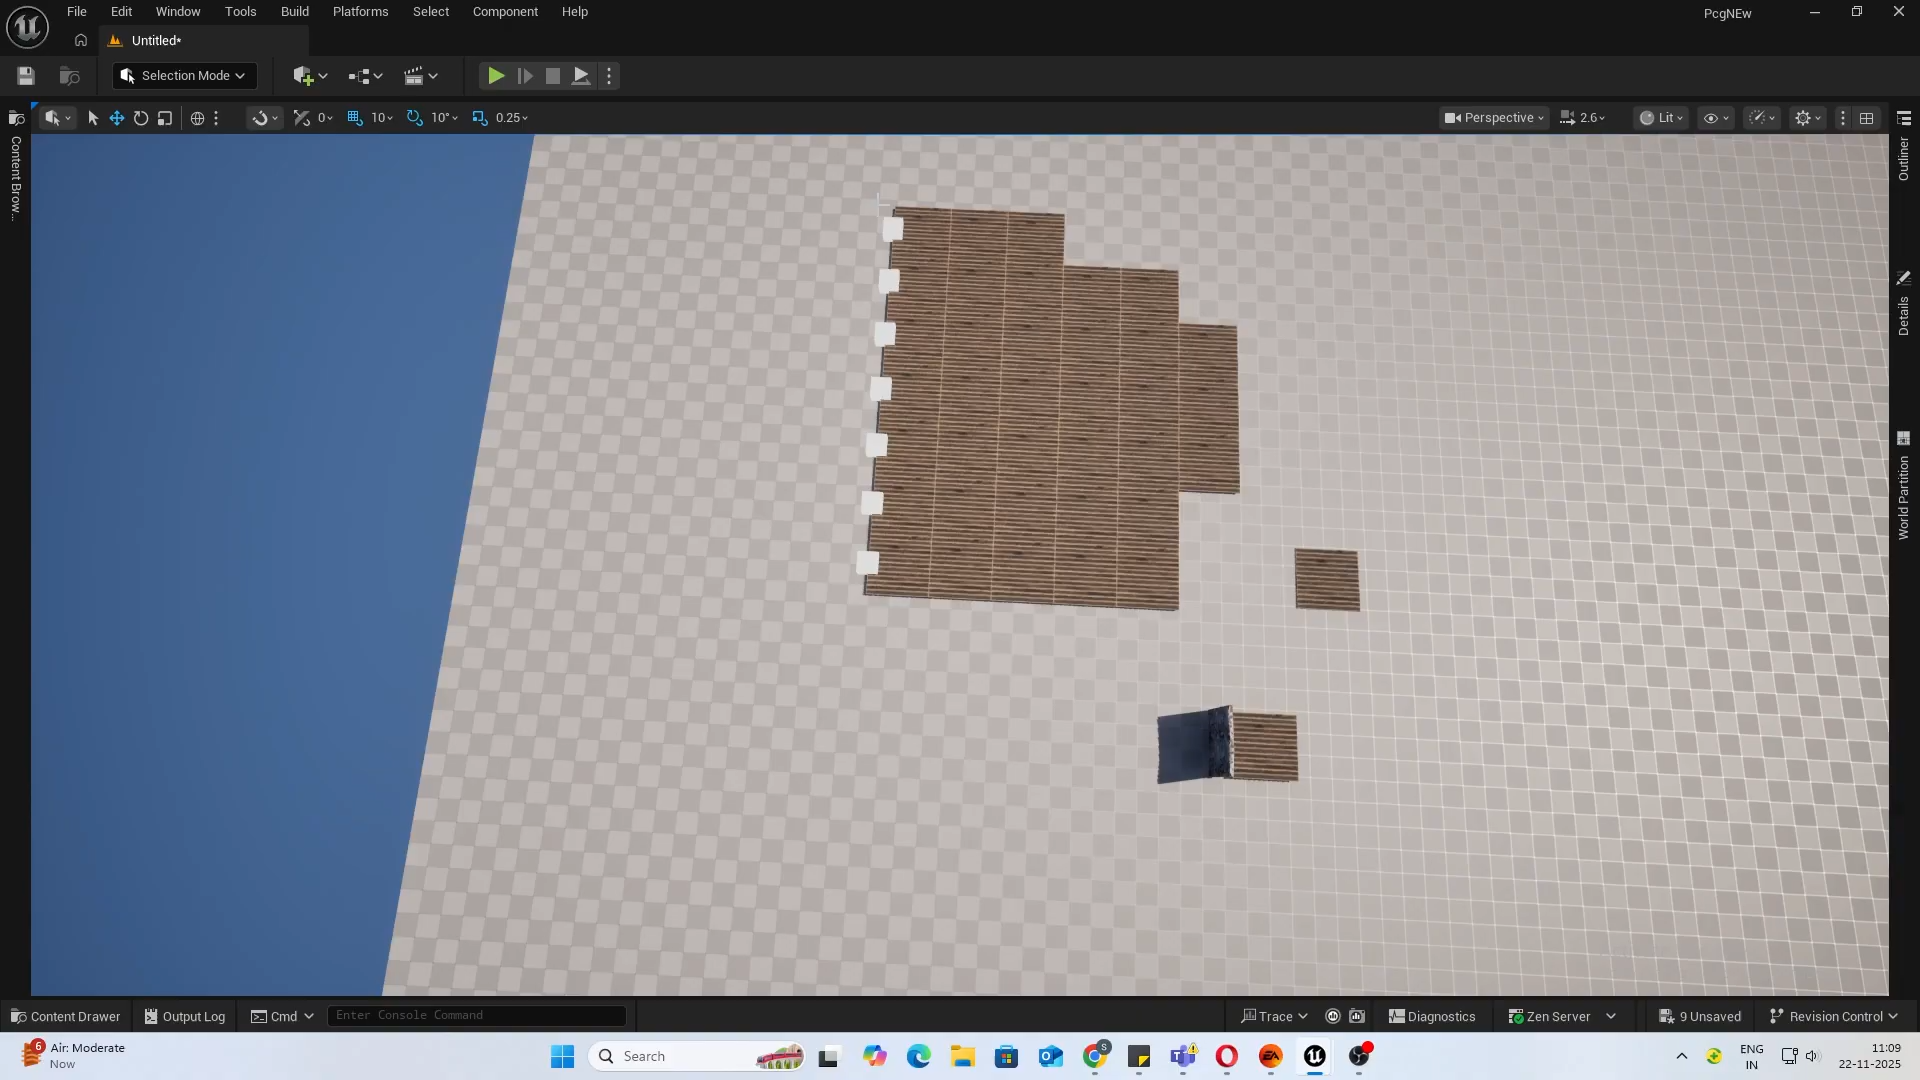 File Edit Window Tools Build Platforms Select Component Help
PcgNEw
Untitled*
Selection Mode
0 10 10° 0.25
Perspective 2.6 Lit
Content Brow...
Outliner
Details
World Partition
Content Drawer Output Log Cmd Enter Console Command Trace Diagnostics Zen Server 9 Unsaved Revision Control
6 Air: Moderate
Now
Search
S
ENG
IN
11:09
22-11-2025